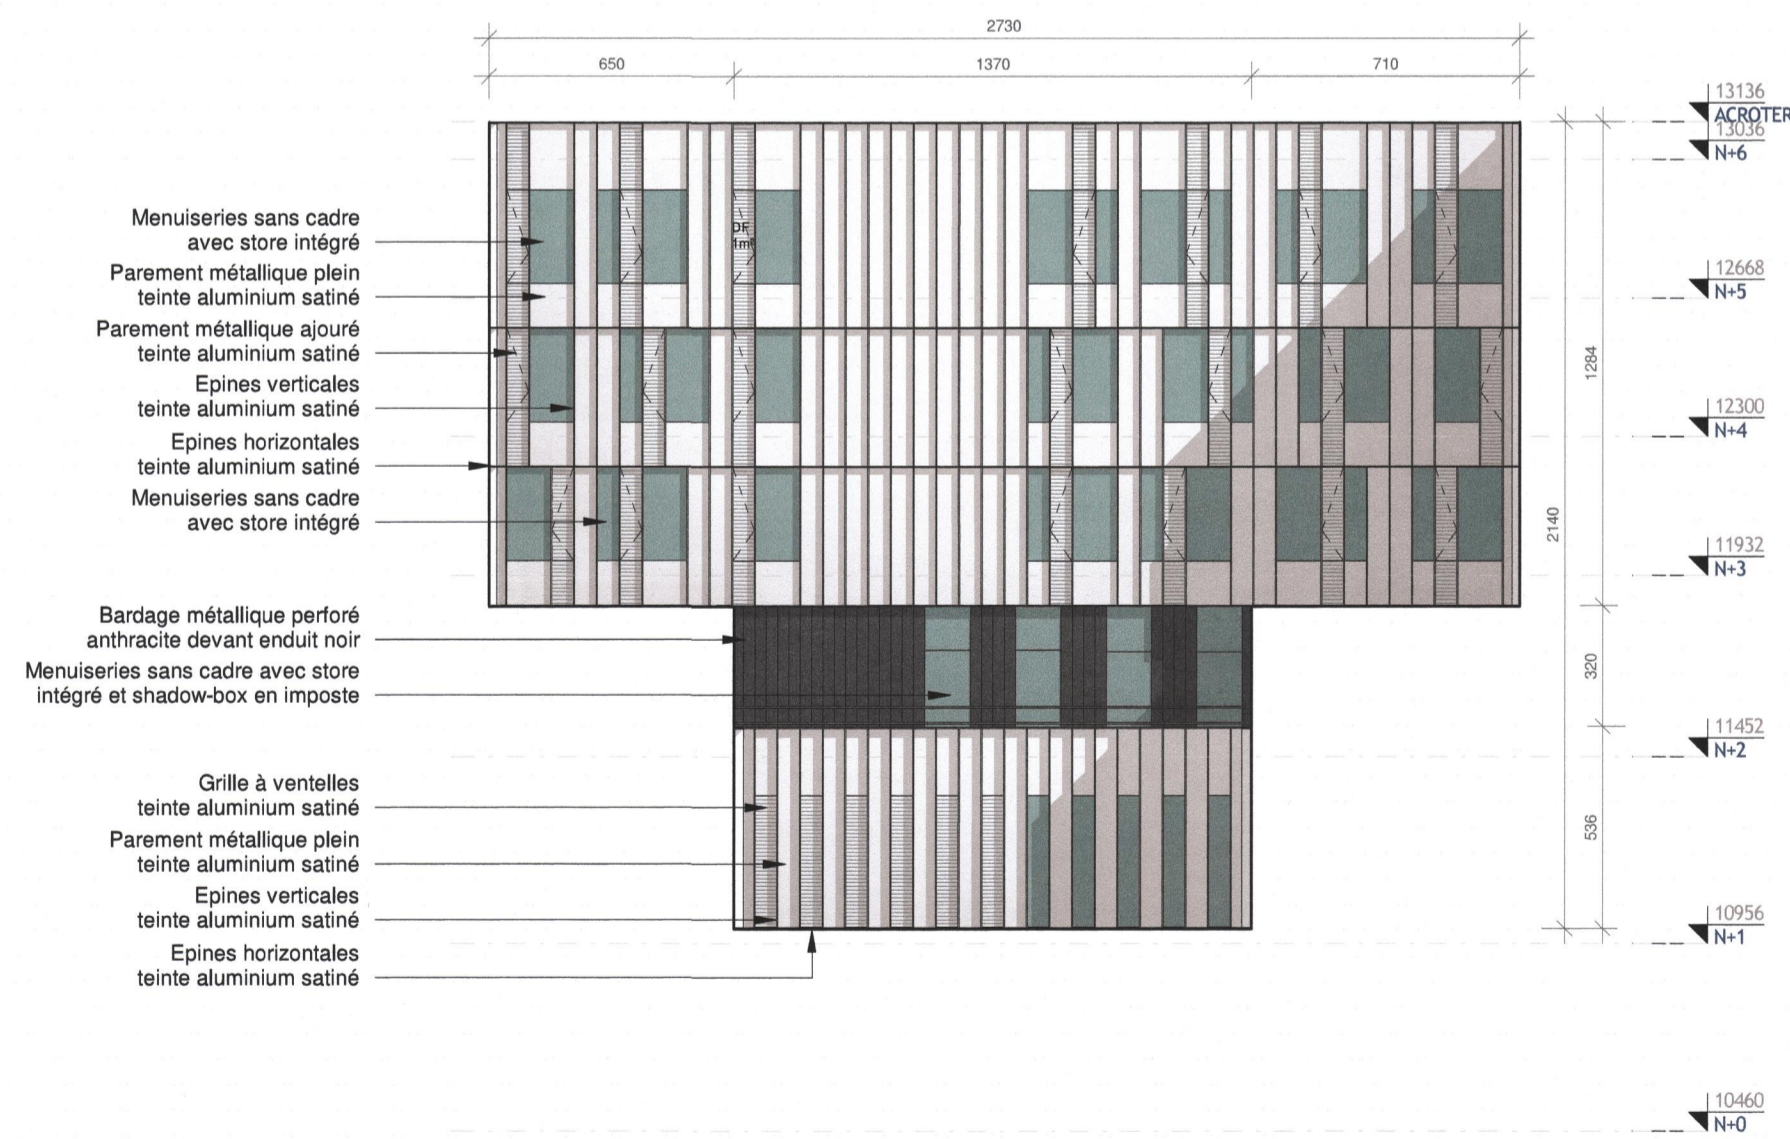 2730
650
1370
710
13136
ACROTER
13036
N+6
Menuiseries sans cadre
avec store intégré
DF
1m²
Parement métallique plein
teinte aluminium satiné
12668
N+5
Parement métallique ajouré
teinte aluminium satiné
1284
Epines verticales
teinte aluminium satiné
12300
N+4
Epines horizontales
teinte aluminium satiné
Menuiseries sans cadre
avec store intégré
2140
11932
N+3
Bardage métallique perforé
anthracite devant enduit noir
Menuiseries sans cadre avec store
intégré et shadow-box en imposte
320
11452
N+2
Grille à ventelles
teinte aluminium satiné
Parement métallique plein
teinte aluminium satiné
536
Epines verticales
teinte aluminium satiné
10956
N+1
Epines horizontales
teinte aluminium satiné
10460
N+0